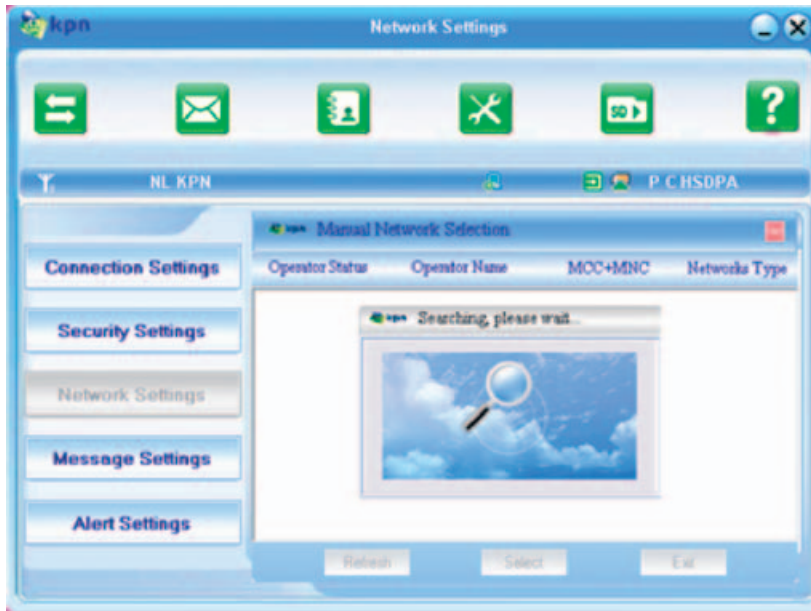 kpn Network Settings
SD
?
NL KPN P C HSDPA
kpn Manual Network Selection
Operator Status Operator Name MCC+MNC Networks Type
kpn Searching, please wait...
Connection Settings
Security Settings
Network Settings
Message Settings
Alert Settings
Refresh Select Exit